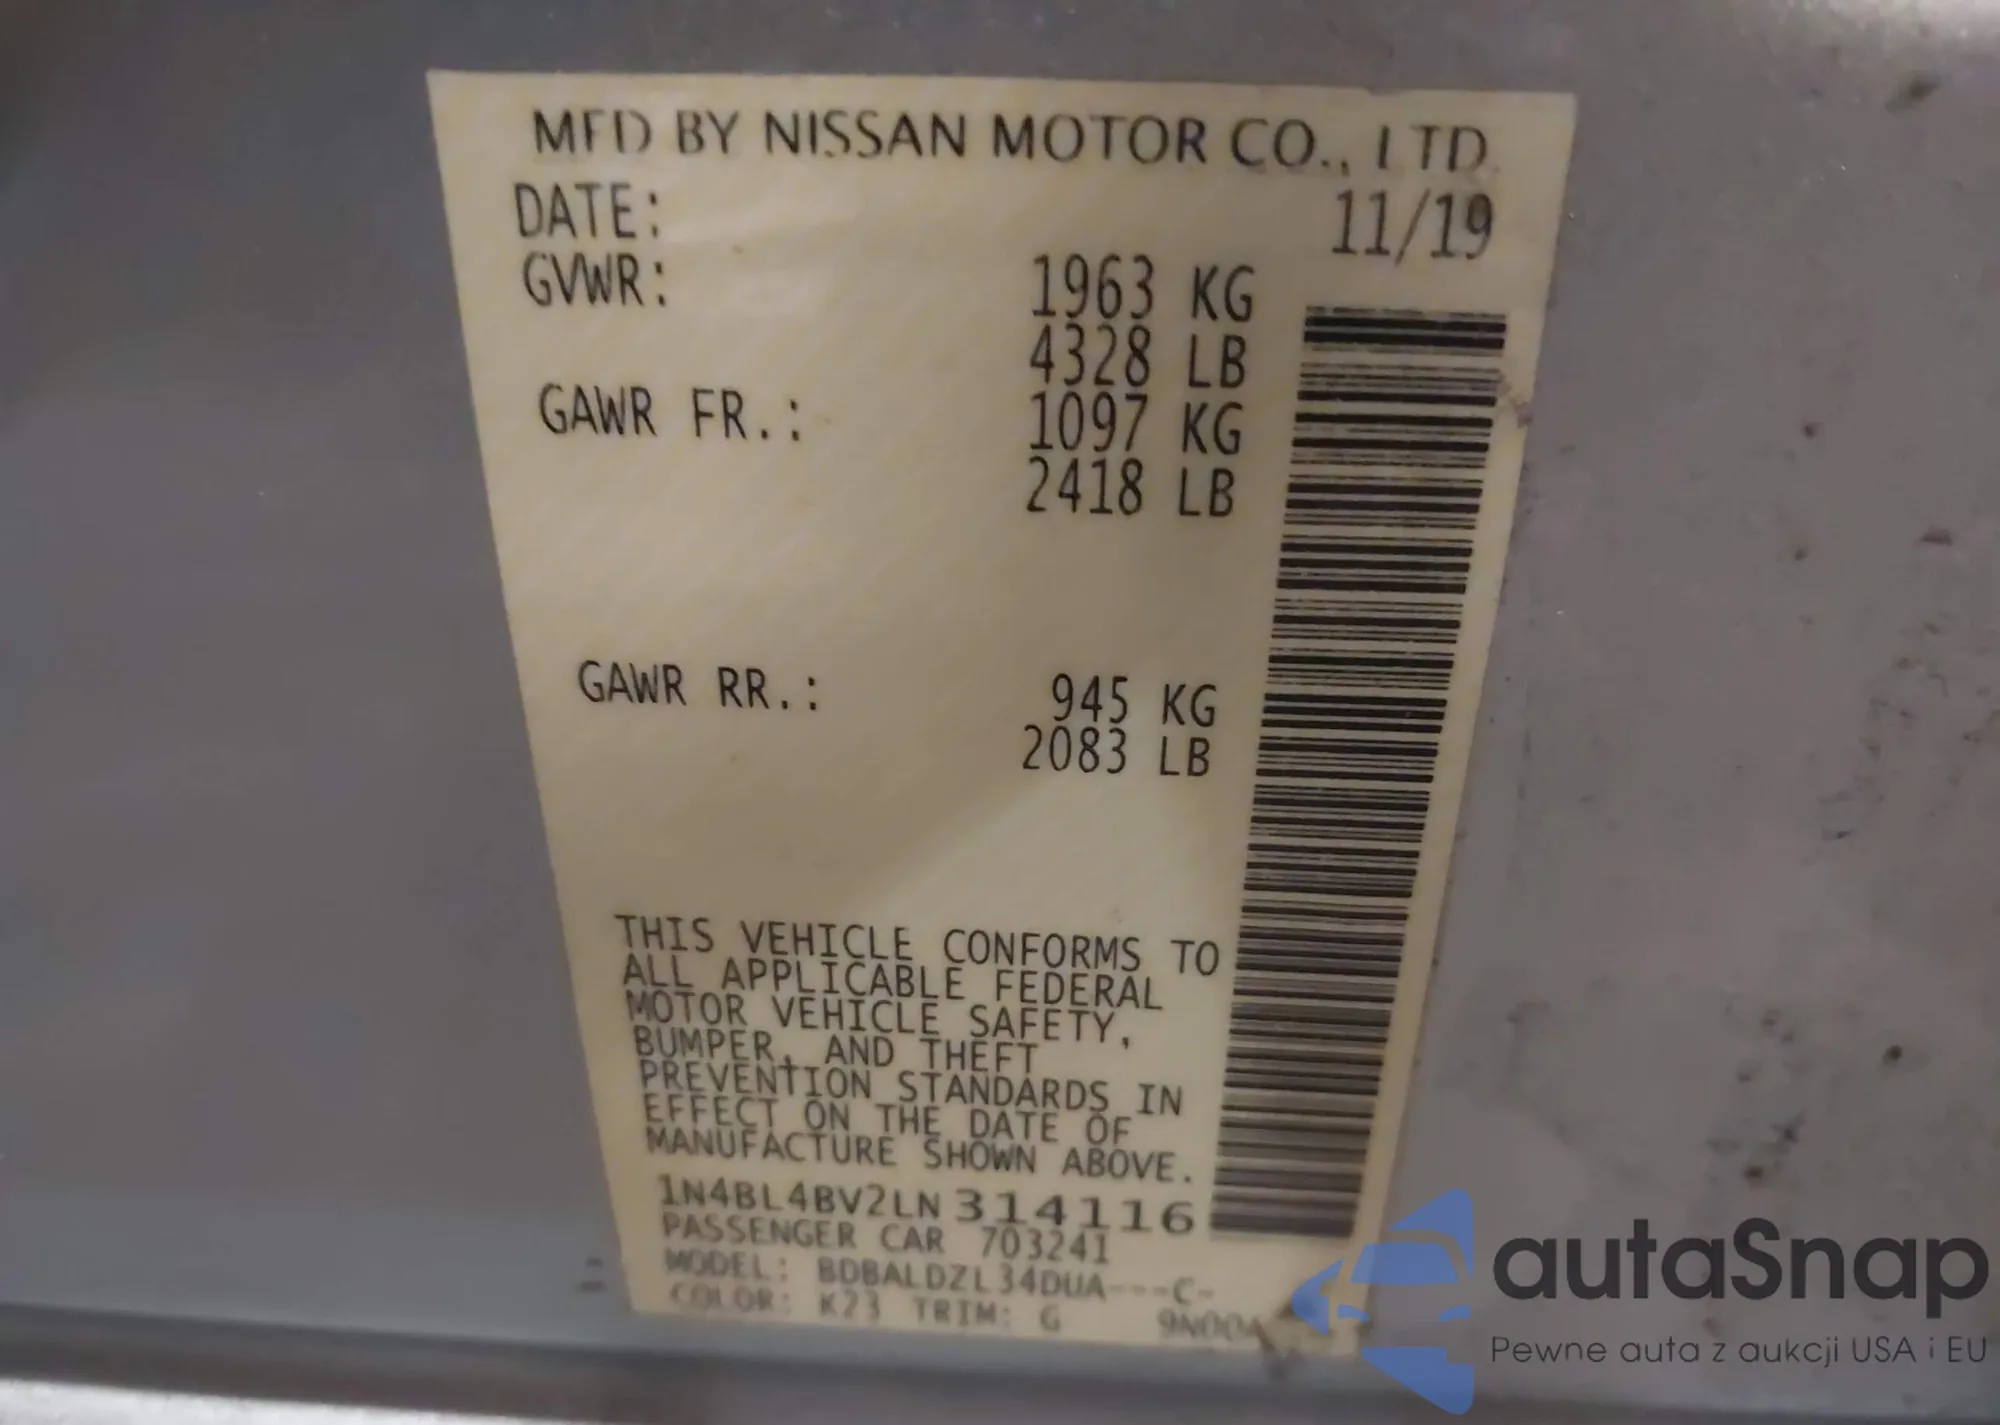 MFD BY NISSAN MOTOR CO., LTD.
DATE: 11/19
GVWR: 1963 KG
4328 LB
GAWR FR.: 1097 KG
2418 LB
GAWR RR.: 945 KG
2083 LB
THIS VEHICLE CONFORMS TO
ALL APPLICABLE FEDERAL
MOTOR VEHICLE SAFETY,
BUMPER, AND THEFT
PREVENTION STANDARDS IN
EFFECT ON THE DATE OF
MANUFACTURE SHOWN ABOVE.
1N4BL4BV2LN314116
PASSENGER CAR 703241
MODEL: BDBALDZL34DUA---C-
COLOR: K23 TRIM: G
autaSnap
Pewne auta z aukcji USA i EU